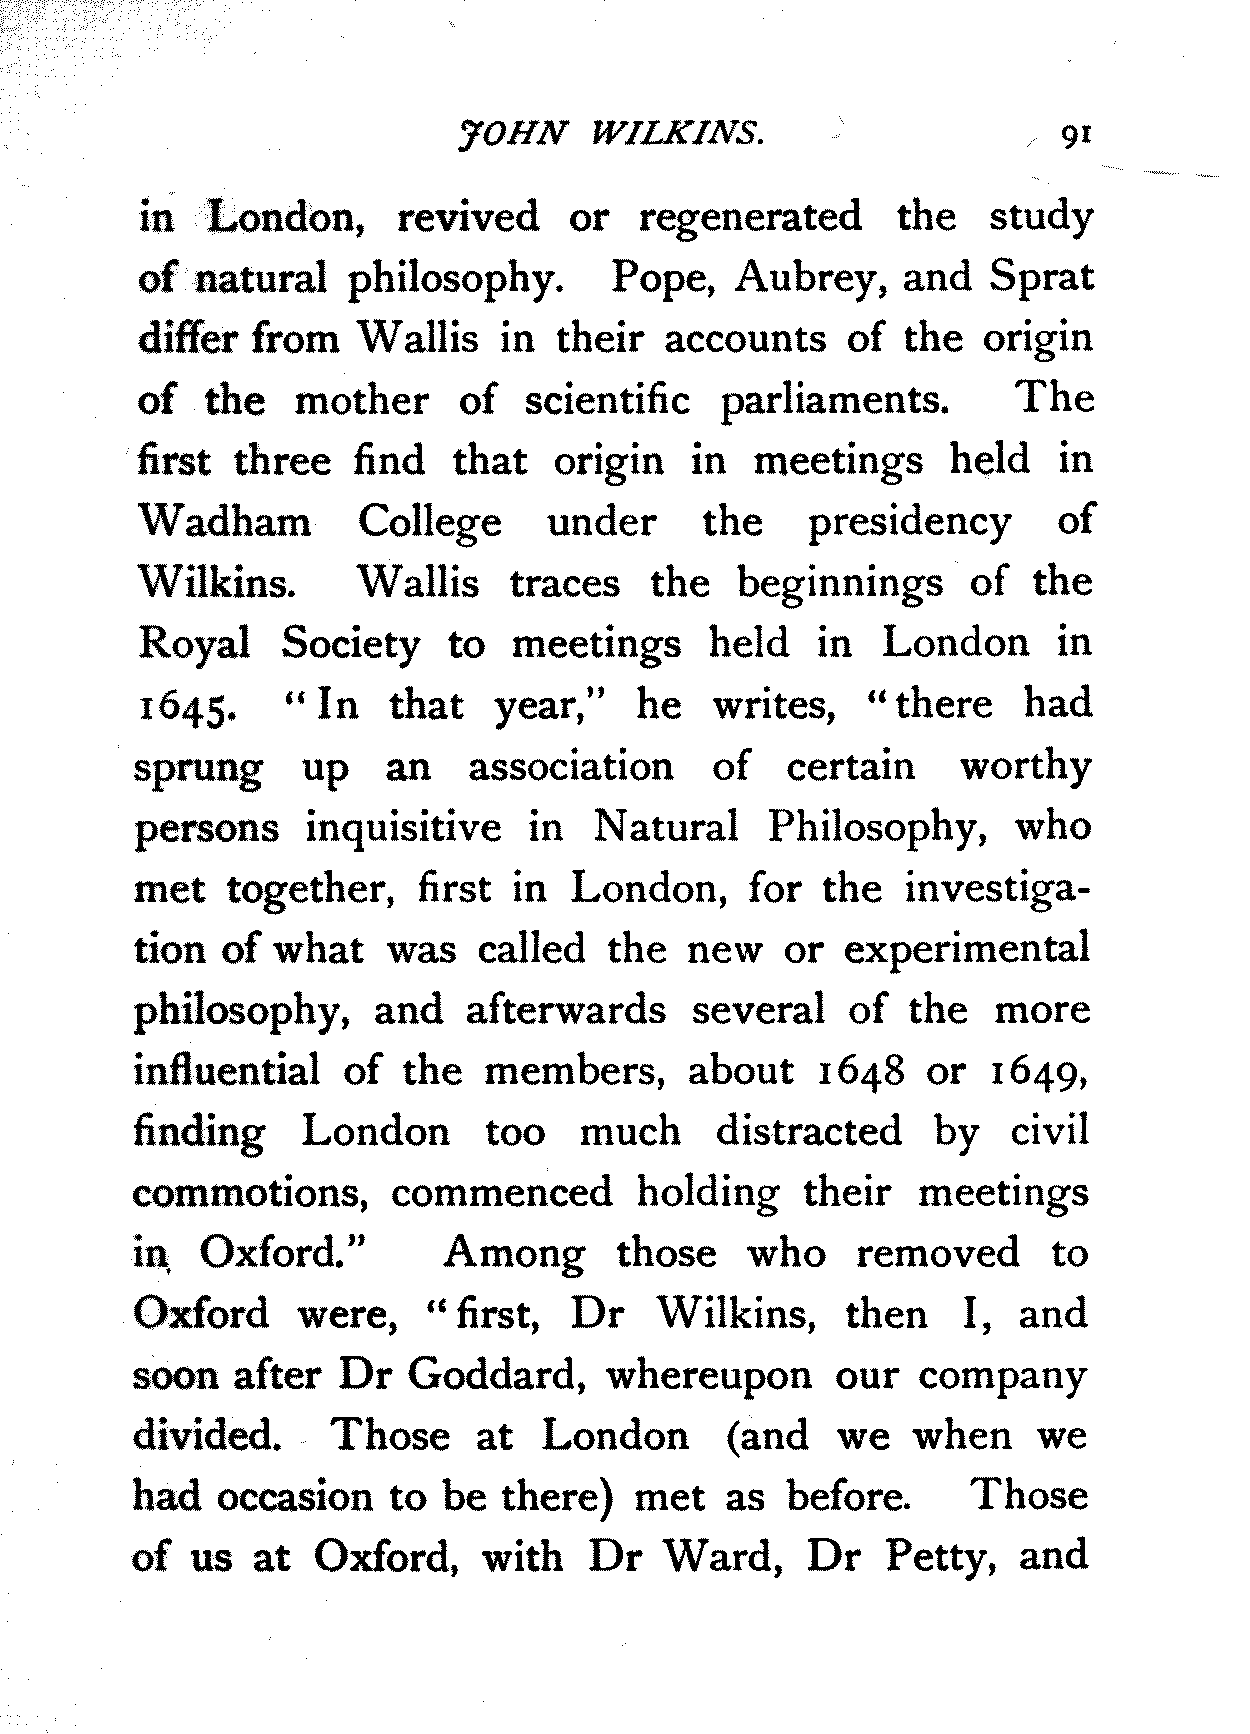 JOHN WILKINS. 91
in London, revived or regenerated the study
of natural philosophy. Pope, Aubrey, and Sprat
differ from Wallis in their accounts of the origin
of the mother of scientific parliaments. The
first three find that origin in meetings held in
Wadham College under the presidency of
Wilkins. Wallis traces the beginnings of the
Royal Society to meetings held in London in
1645. "In that year," he writes, "there had
sprung up an association of certain worthy
persons inquisitive in Natural Philosophy, who
met together, first in London, for the investiga-
tion of what was called the new or experimental
philosophy, and afterwards several of the more
influential of the members, about 1648 or 1649,
finding London too much distracted by civil
commotions, commenced holding their meetings
in Oxford." Among those who removed to
Oxford were, "first, Dr Wilkins, then I, and
soon after Dr Goddard, whereupon our company
divided. Those at London (and we when we
had occasion to be there) met as before. Those
of us at Oxford, with Dr Ward, Dr Petty, and